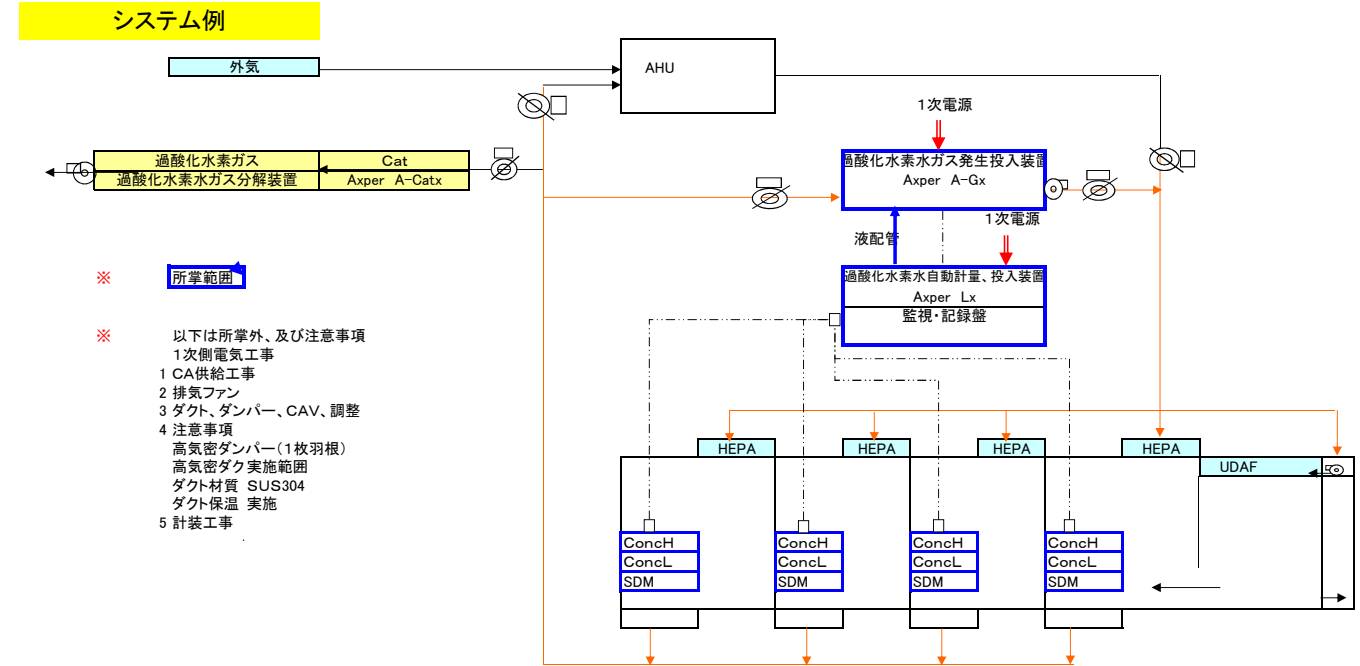 システム例
外気
AHU
1次電源
過酸化水素ガス
Cat
過酸化水素水ガス分解装置
Axper A-Catx
過酸化水素水ガス発生投入装置
Axper A-Gx
1次電源
液配管
過酸化水素水自動計量、投入装置
Axper Lx
監視・記録盤
※
所掌範囲
※
以下は所掌外、及び注意事項
1次側電気工事
1 CA供給工事
2 排気ファン
3 ダクト、ダンパー、CAV、調整
4 注意事項
高気密ダンパー(1枚羽根)
高気密ダク 実施範囲
ダクト材質 SUS304
ダクト保温 実施
5 計装工事
HEPA
HEPA
HEPA
HEPA
UDAF
ConcH
ConcL
SDM
ConcH
ConcL
SDM
ConcH
ConcL
SDM
ConcH
ConcL
SDM